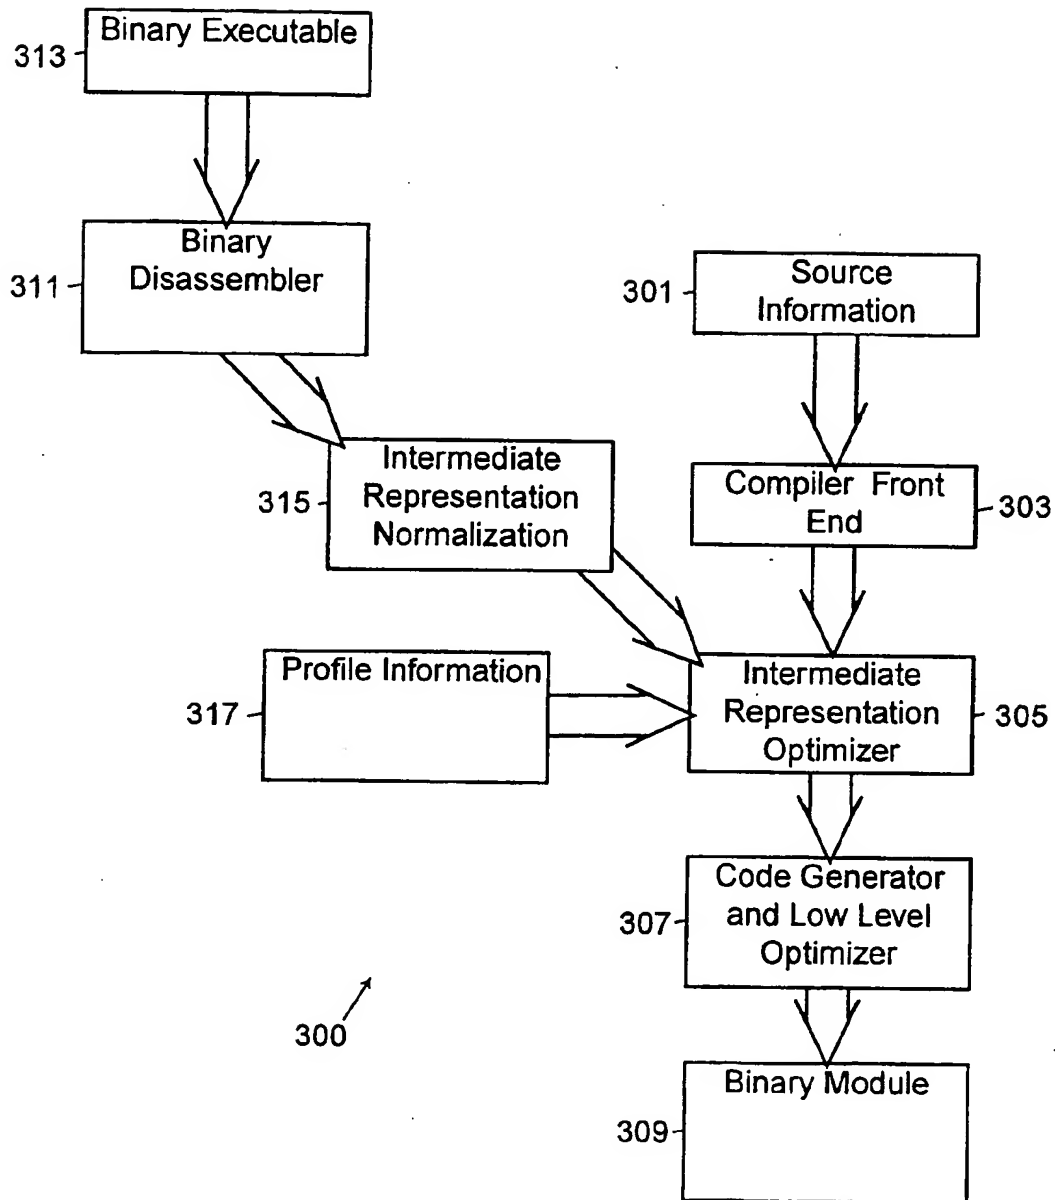 Binary Executable
313
Binary
Disassembler
311
Source
Information
301
Intermediate
Representation
Normalization
315
Compiler Front
End
303
Profile Information
317
Intermediate
Representation
Optimizer
305
Code Generator
and Low Level
Optimizer
307
300
Binary Module
309